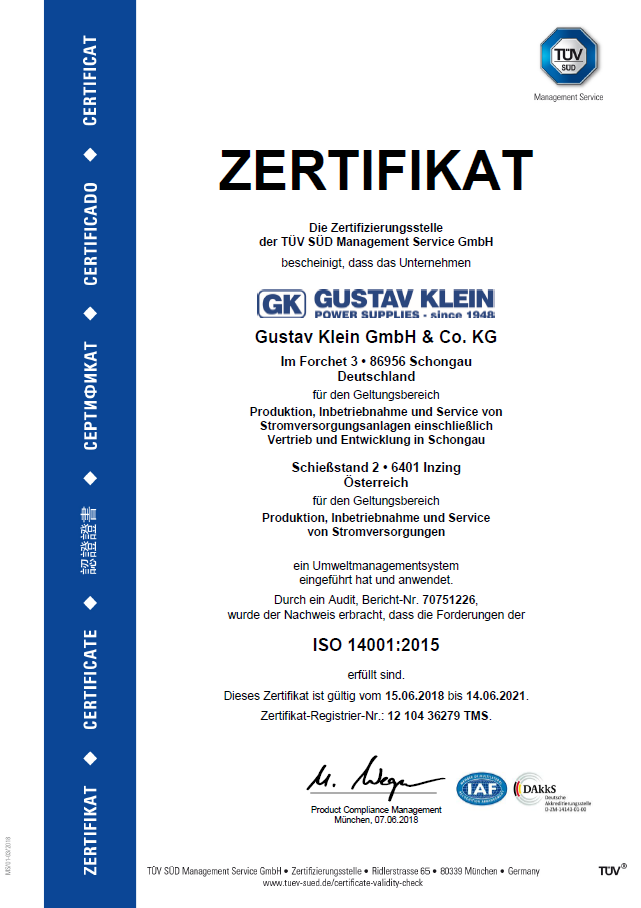 TÜV
SÜD
Management Service
ZERTIFIKAT ◆ CERTIFICATE ◆ 認證證書 ◆ СЕРТИФИКАТ ◆ CERTIFICADO ◆ CERTIFICAT
ZERTIFIKAT
Die Zertifizierungsstelle
der TÜV SÜD Management Service GmbH
bescheinigt, dass das Unternehmen
GK GUSTAV KLEIN
POWER SUPPLIES - since 1948
Gustav Klein GmbH & Co. KG
Im Forchet 3 • 86956 Schongau
Deutschland
für den Geltungsbereich
Produktion, Inbetriebnahme und Service von
Stromversorgungsanlagen einschließlich
Vertrieb und Entwicklung in Schongau
Schießstand 2 • 6401 Inzing
Österreich
für den Geltungsbereich
Produktion, Inbetriebnahme und Service
von Stromversorgungen
ein Umweltmanagementsystem
eingeführt hat und anwendet.
Durch ein Audit, Bericht-Nr. 70751226,
wurde der Nachweis erbracht, dass die Forderungen der
ISO 14001:2015
erfüllt sind.
Dieses Zertifikat ist gültig vom 15.06.2018 bis 14.06.2021.
Zertifikat-Registrier-Nr.: 12 104 36279 TMS.
M. Wegner
Product Compliance Management
München, 07.06.2018
IAF
DAkkS
Deutsche
Akkreditierungsstelle
D-ZM-14143-01-00
TÜV SÜD Management Service GmbH • Zertifizierungsstelle • Ridlerstrasse 65 • 80339 München • Germany
www.tuev-sued.de/certificate-validity-check
TÜV®